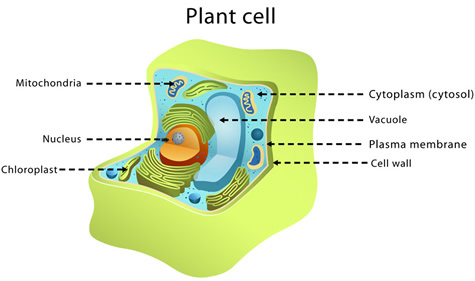 Plant cell
Mitochondria
Nucleus
Chloroplast
Cytoplasm (cytosol)
Vacuole
Plasma membrane
Cell wall